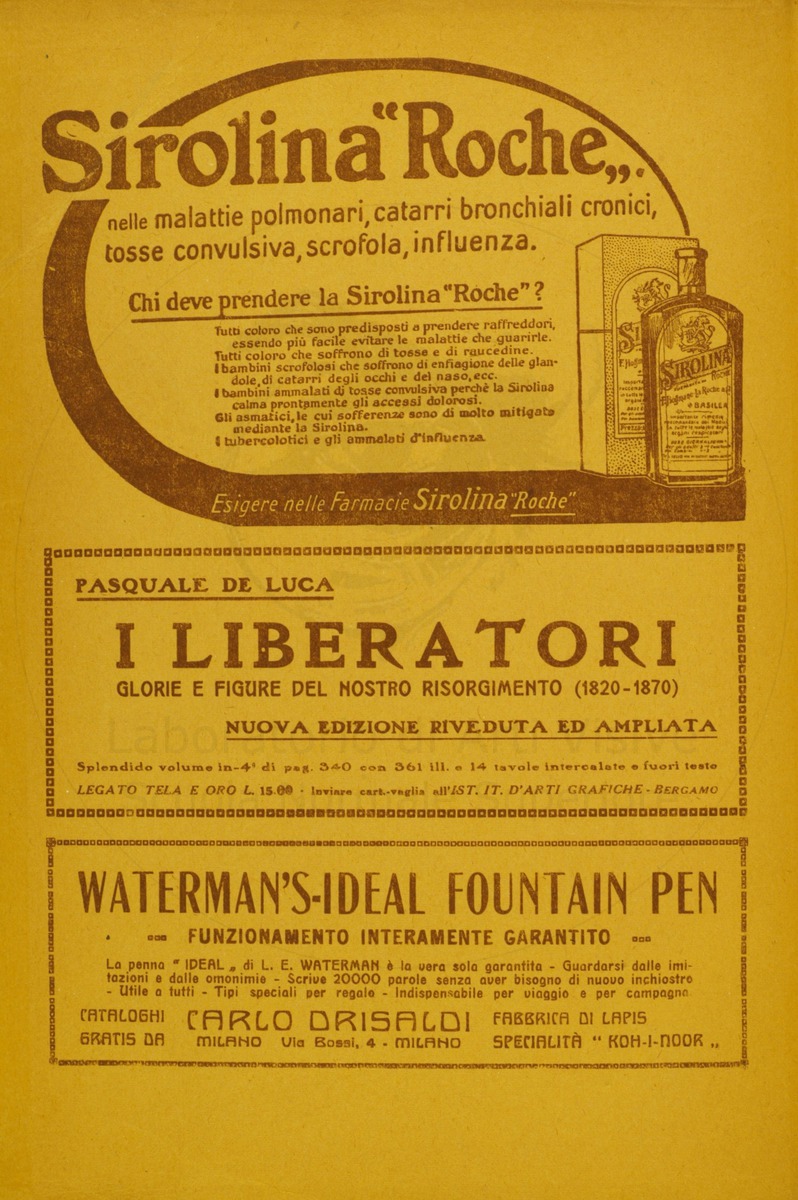 Sirolina "Roche„.
nelle malattie polmonari, catarri bronchiali cronici,
tosse convulsiva, scrofola, influenza.
Chi deve prendere la Sirolina "Roche"?
Tutti coloro che sono predisposti a prendere raffreddori,
essendo più facile evitare le malattie che guarirle.
Tutti coloro che soffrono di tosse e di raucedine.
I bambini scrofolosi che soffrono di enfiagione delle glan-
dole, di catarri degli occhi e del naso, ecc.
I bambini ammalati di tosse convulsiva perchè la Sirolina
calma prontamente gli accessi dolorosi.
Gli asmatici, le cui sofferenze sono di molto mitigate
mediante la Sirolina.
I tubercolotici e gli ammalati d'influenza.
SIROLINA
BASILEA
Esigere nelle Farmacie Sirolina "Roche"
PASQUALE DE LUCA
I LIBERATORI
GLORIE E FIGURE DEL NOSTRO RISORGIMENTO (1820-1870)
NUOVA EDIZIONE RIVEDUTA ED AMPLIATA
Splendido volume in-4° di pag. 340 con 361 ill. e 14 tavole intercalate e fuori testo
LEGATO TELA E ORO L. 15.00 - Inviare cart.-vaglia all'IST. IT. D'ARTI GRAFICHE - BERGAMO
WATERMAN'S-IDEAL FOUNTAIN PEN
FUNZIONAMENTO INTERAMENTE GARANTITO
La penna "IDEAL„ di L. E. WATERMAN è la vera sola garantita - Guardarsi dalle imi-
tazioni e dalle omonimie - Scrive 20000 parole senza aver bisogno di nuovo inchiostro
- Utile a tutti - Tipi speciali per regalo - Indispensabile per viaggio e per campagna
CATALOGHI GRATIS DA
CARLO DRISALDI
MILANO Via Bossi, 4 - MILANO
FABBRICA DI LAPIS
SPECIALITÀ "KOH-I-NOOR„